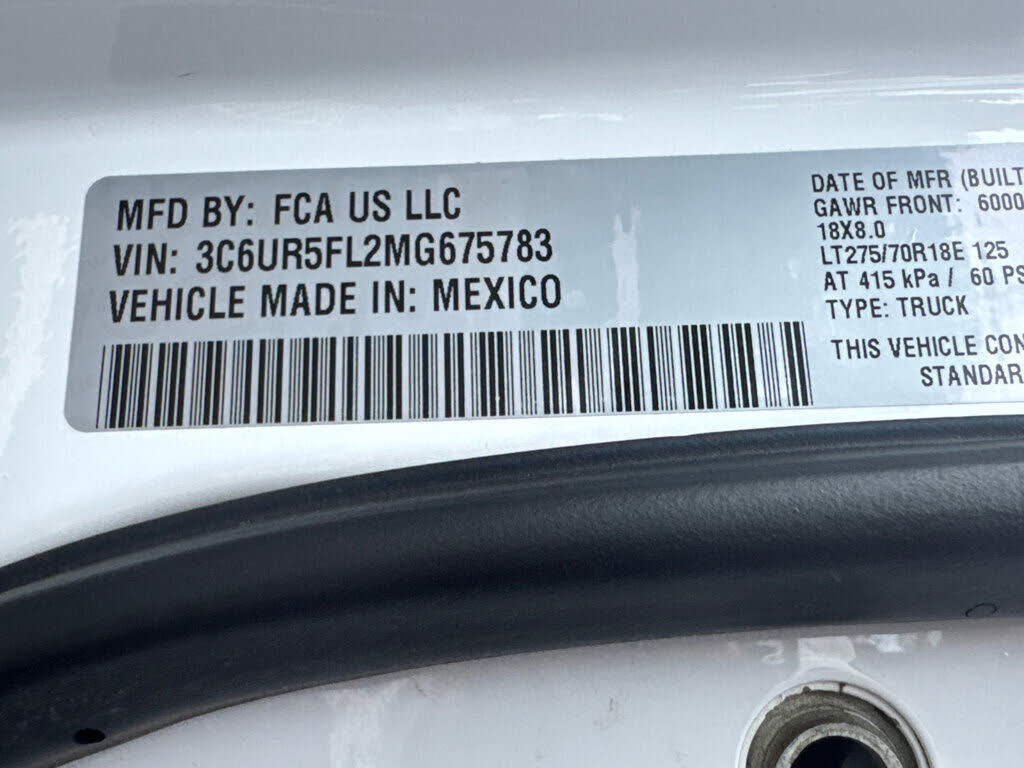 MFD BY: FCA US LLC
VIN: 3C6UR5FL2MG675783
VEHICLE MADE IN: MEXICO
DATE OF MFR (BUILT
GAWR FRONT: 6000
18X8.0
LT275/70R18E 125
AT 415 kPa / 60 PS
TYPE: TRUCK
THIS VEHICLE CON
STANDAR